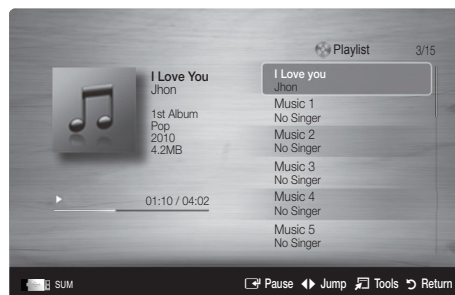 Playlist 3/15
I Love You
Jhon
1st Album
Pop
2010
4.2MB
01:10 / 04:02
I Love you
Jhon
Music 1
No Singer
Music 2
No Singer
Music 3
No Singer
Music 4
No Singer
Music 5
No Singer
SUM Pause Jump Tools Return